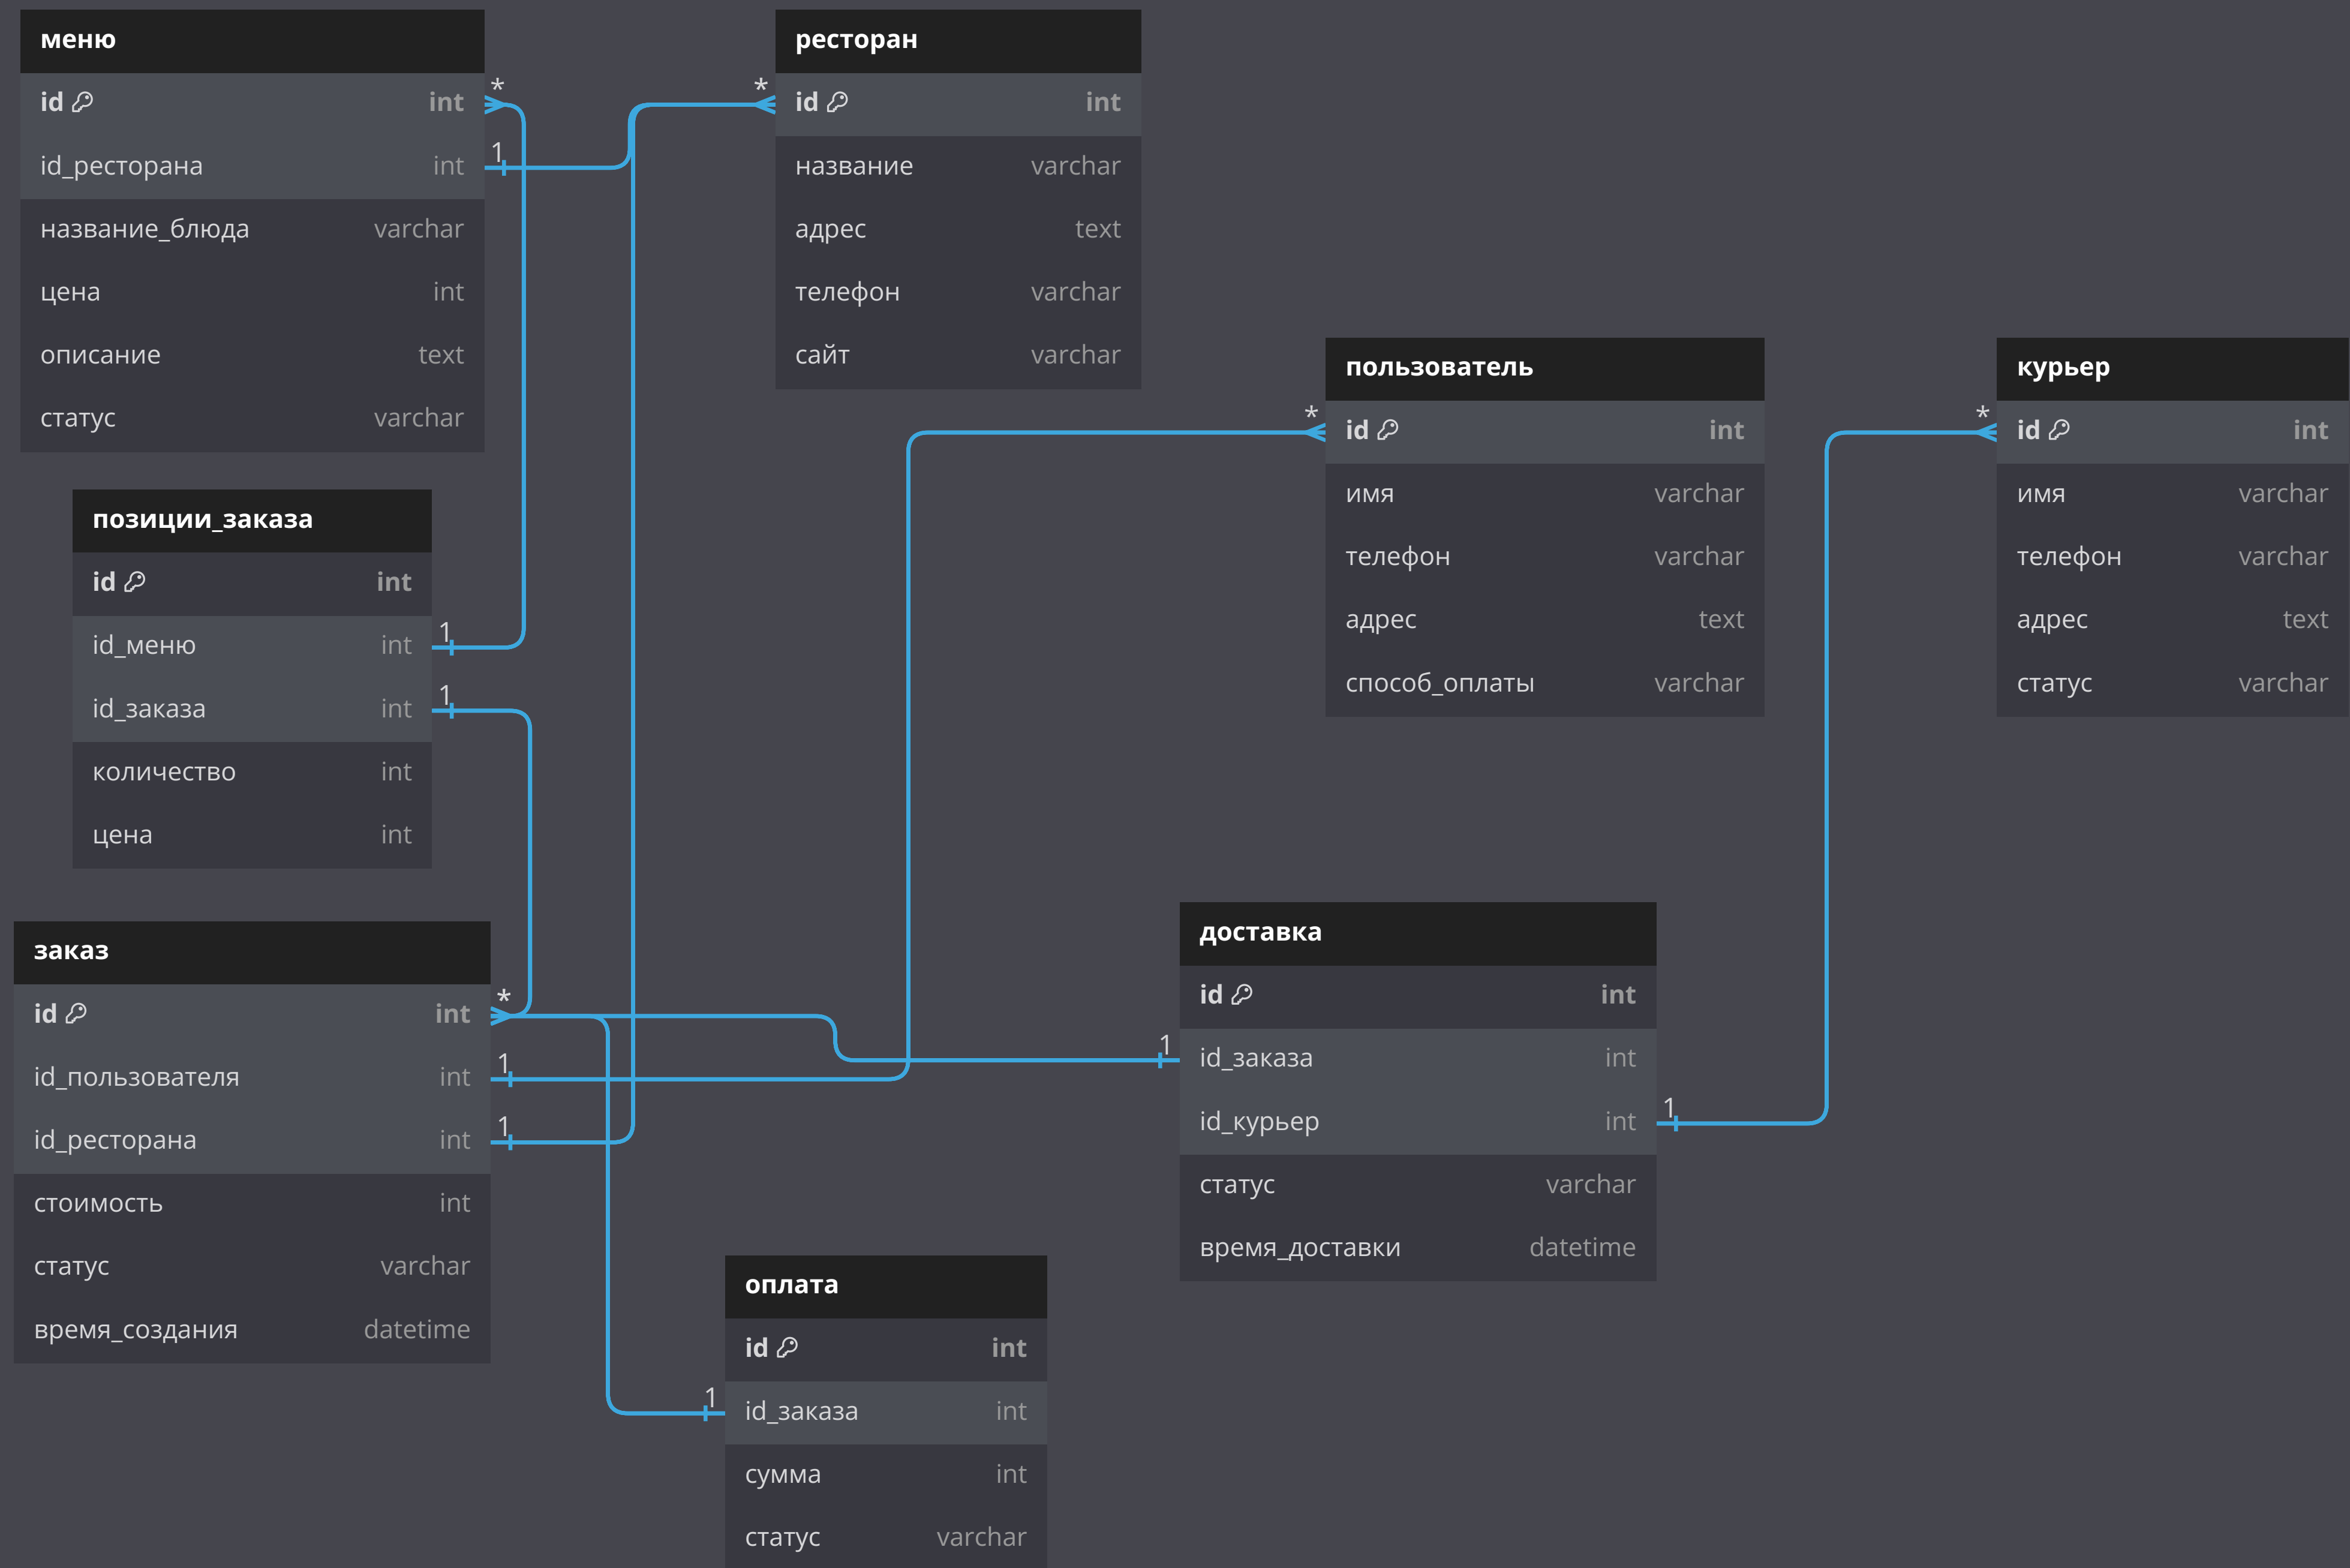 меню
id int
id_ресторана int
название_блюда varchar
цена int
описание text
статус varchar
* 1
ресторан
id int
название varchar
адрес text
телефон varchar
сайт varchar
*
пользователь
id int
имя varchar
телефон varchar
адрес text
способ_оплаты varchar
*
курьер
id int
имя varchar
телефон varchar
адрес text
статус varchar
*
позиции_заказа
id int
id_меню int
id_заказа int
количество int
цена int
1
1
заказ
id int
id_пользователя int
id_ресторана int
стоимость int
статус varchar
время_создания datetime
*
1
1
доставка
id int
id_заказа int
id_курьер int
статус varchar
время_доставки datetime
1
1
оплата
id int
id_заказа int
сумма int
статус varchar
1